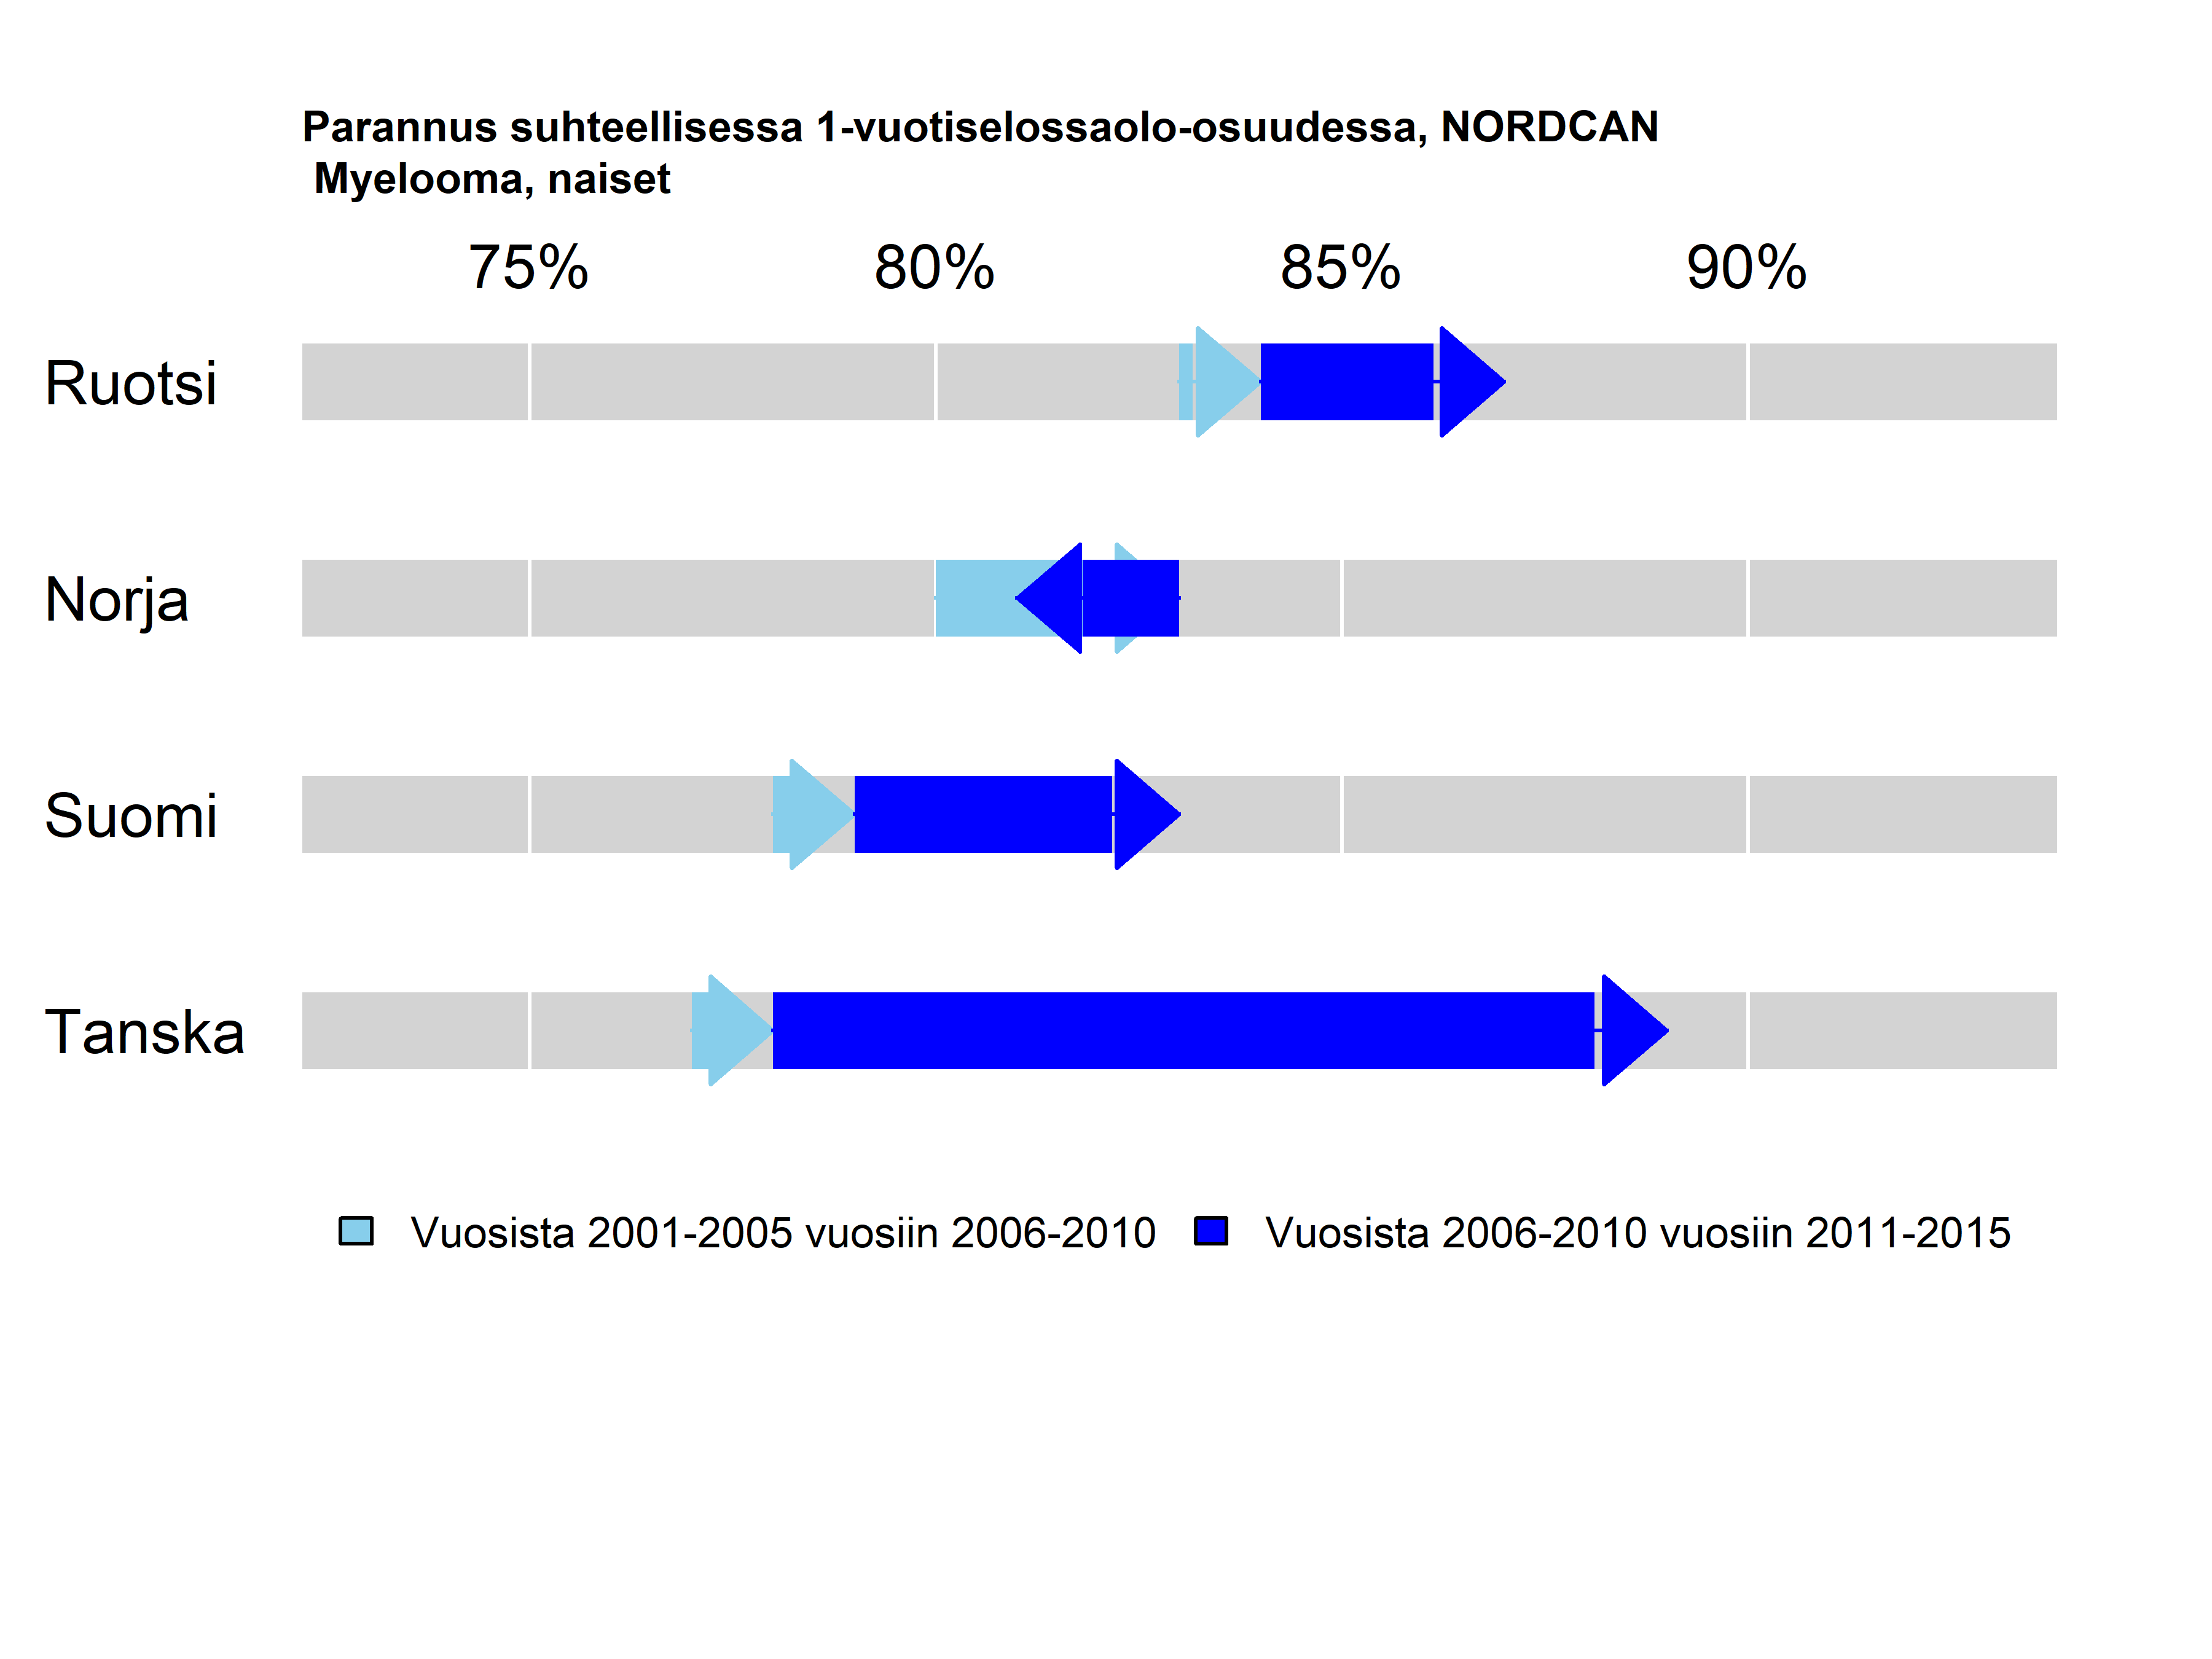 Parannus suhteellisessa 1-vuotiselossaolo-osuudessa, NORDCAN
Myelooma, naiset
75% 80% 85% 90%
Ruotsi
Norja
Suomi
Tanska
Vuosista 2001-2005 vuosiin 2006-2010 Vuosista 2006-2010 vuosiin 2011-2015